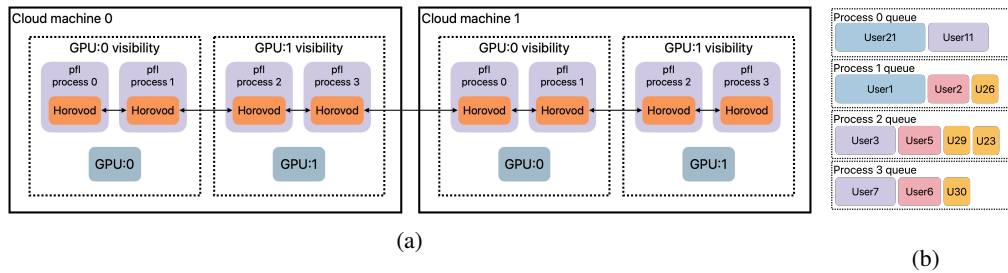 Cloud machine 0
GPU:0 visibility
pfl
process 0
Horovod
pfl
process 1
Horovod
GPU:0
GPU:1 visibility
pfl
process 2
Horovod
pfl
process 3
Horovod
GPU:1
Cloud machine 1
GPU:0 visibility
pfl
process 0
Horovod
pfl
process 1
Horovod
GPU:0
GPU:1 visibility
pfl
process 2
Horovod
pfl
process 3
Horovod
GPU:1
(a)
Process 0 queue
User21 User11
Process 1 queue
User1 User2 U26
Process 2 queue
User3 User5 U29 U23
Process 3 queue
User7 User6 U30
(b)